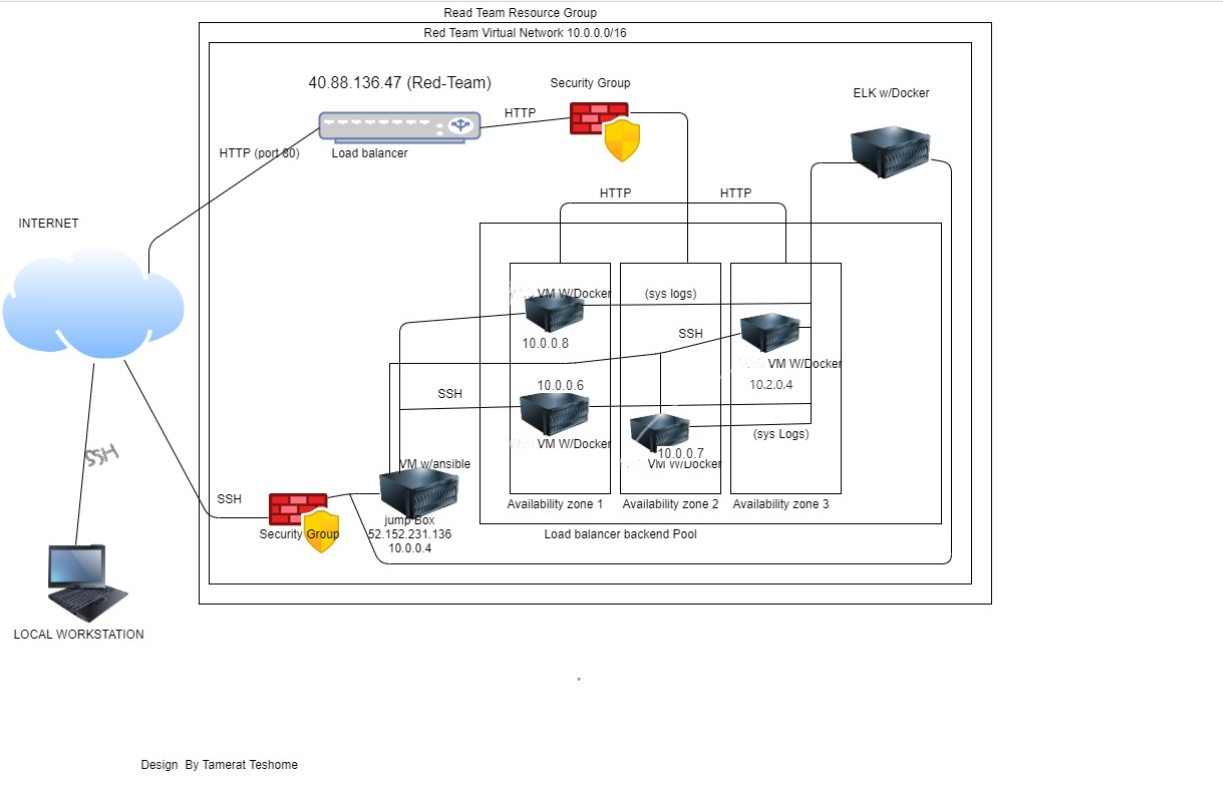 Read Team Resource Group
Red Team Virtual Network 10.0.0.0/16
40.88.136.47 (Red-Team)
Security Group
ELK w/Docker
HTTP
HTTP (port 80)
Load balancer
HTTP
HTTP
INTERNET
VM W/Docker
(sys logs)
10.0.0.8
SSH
VM W/Docker
10.2.0.4
10.0.0.6
SSH
VM W/Docker
(sys Logs)
10.0.0.7
VM W/Docker
SSH
VM w/ansible
SSH
Availability zone 1
Availability zone 2
Availability zone 3
Security Group
jump Box
52.152.231.136
10.0.0.4
Load balancer backend Pool
LOCAL WORKSTATION
Design By Tamerat Teshome